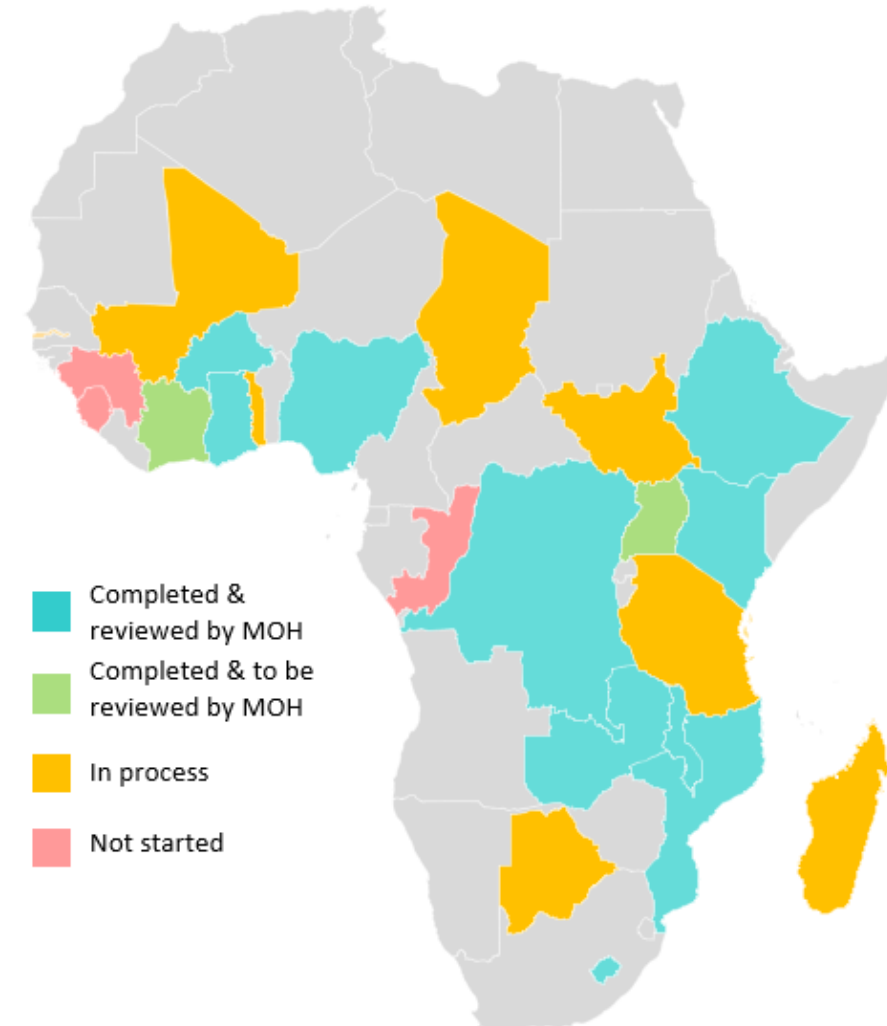 Completed &
reviewed by MOH
Completed & to be
reviewed by MOH
In process
Not started